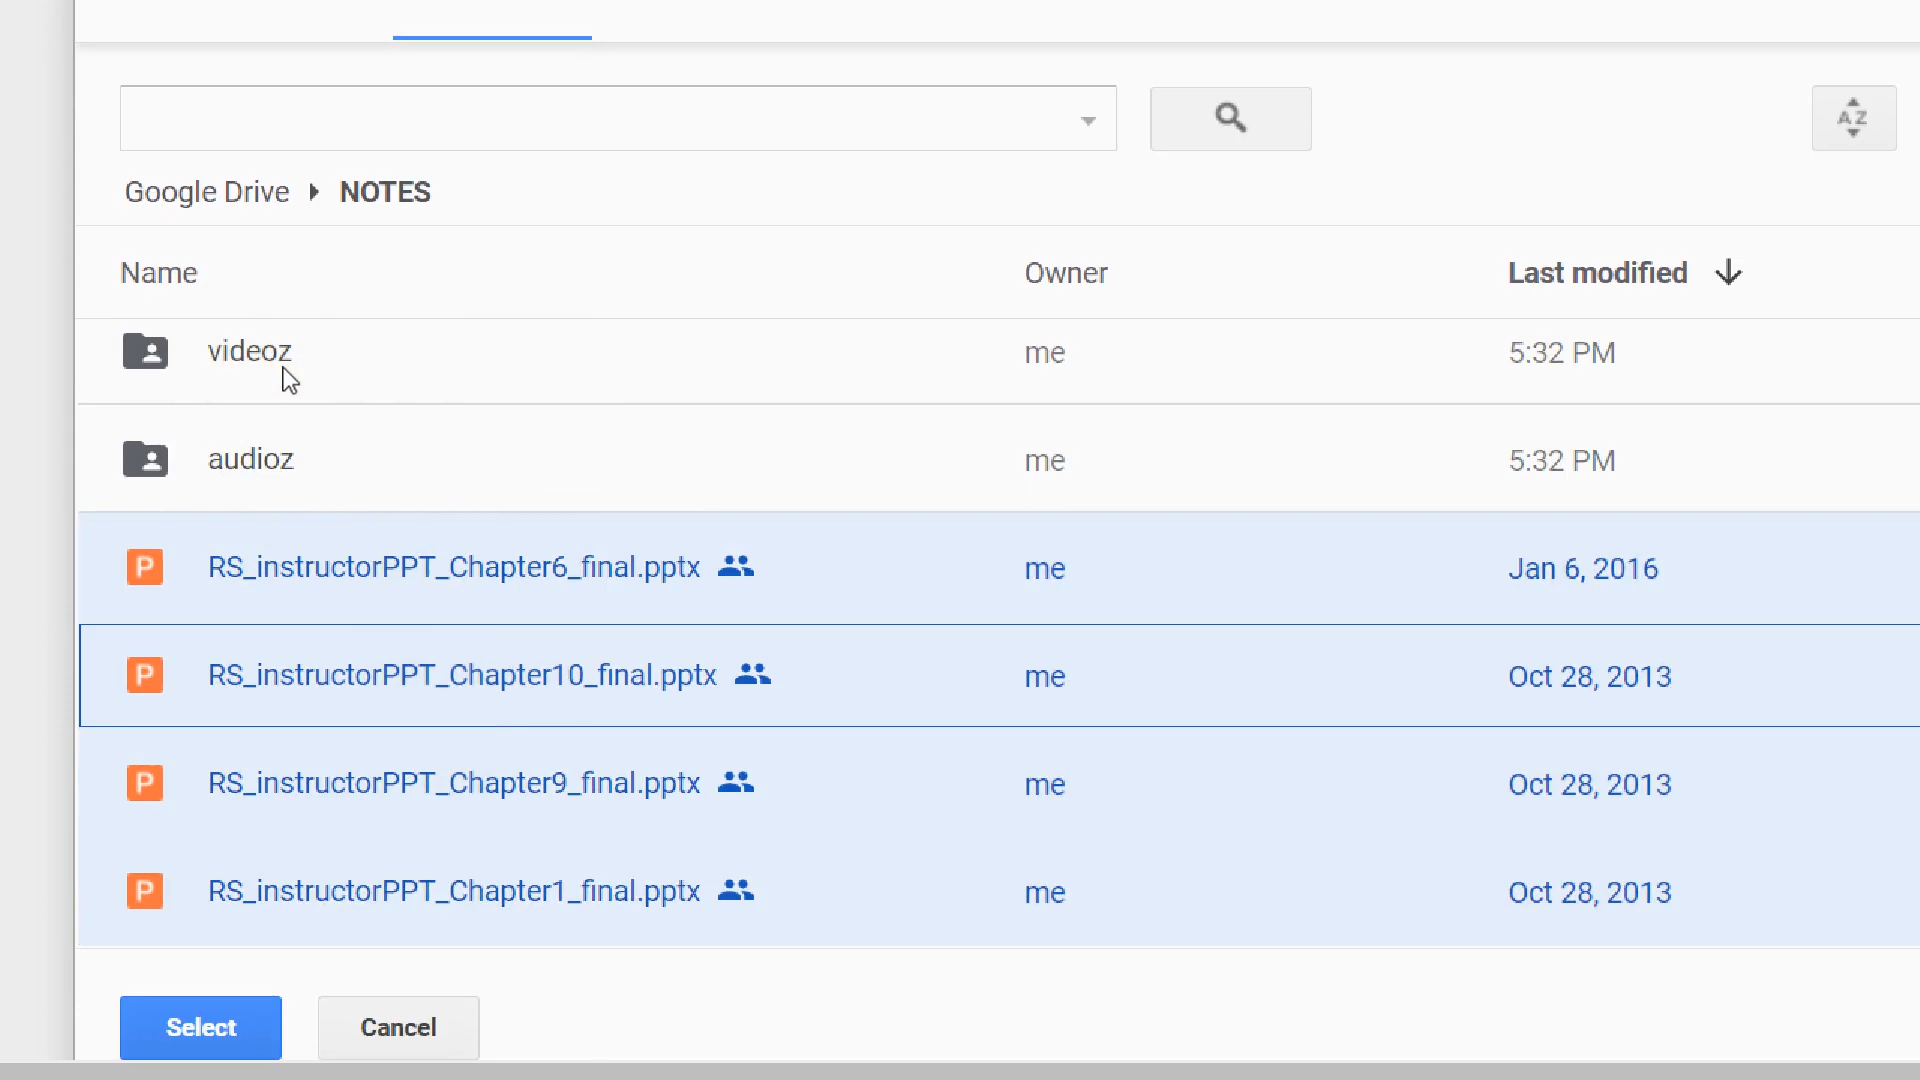 AZ
Google Drive NOTES
Name Owner Last modified
videoz me 5:32 PM
audioz me 5:32 PM
P RS_instructorPPT_Chapter6_final.pptx me Jan 6, 2016
P RS_instructorPPT_Chapter10_final.pptx me Oct 28, 2013
P RS_instructorPPT_Chapter9_final.pptx me Oct 28, 2013
P RS_instructorPPT_Chapter1_final.pptx me Oct 28, 2013
Select Cancel